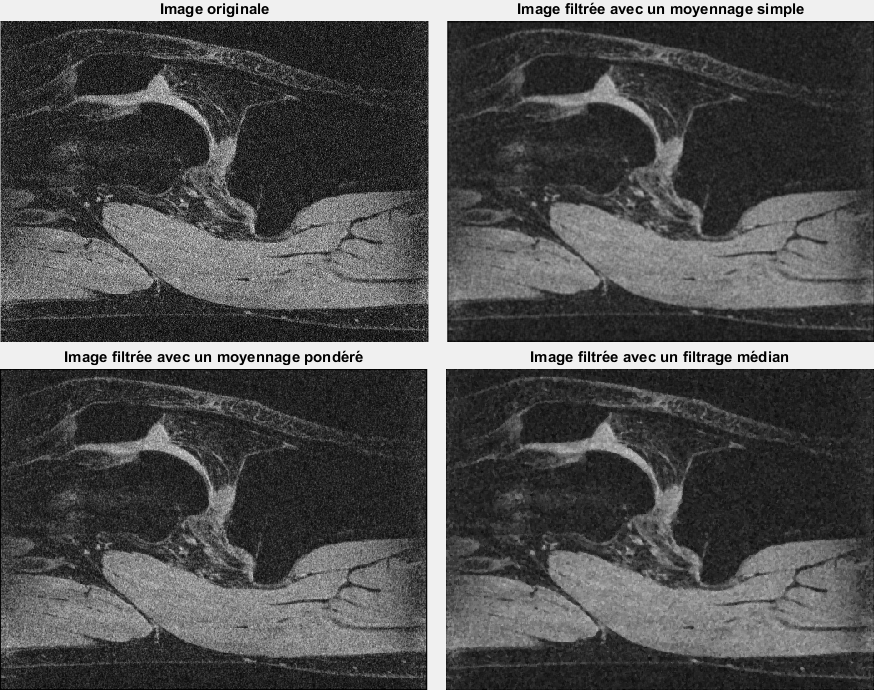 Image originale
Image filtrée avec un moyennage simple
Image filtrée avec un moyennage pondéré
Image filtrée avec un filtrage médian